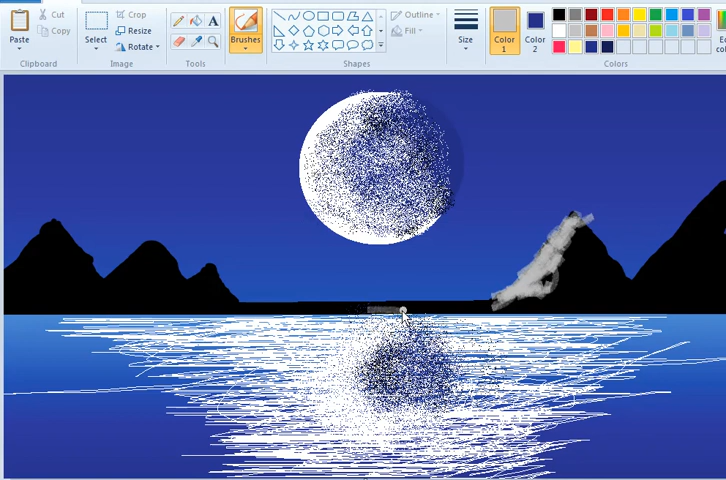 Paste
Cut
Copy
Clipboard
Select
Crop
Resize
Rotate
Image
A
Tools
Brushes
Outline
Fill
Shapes
Size
Color
1
Color
2
Colors